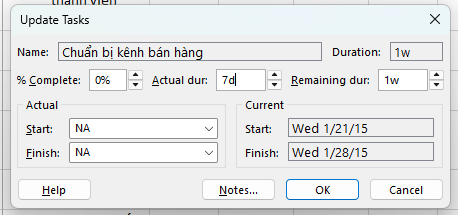 thành viên
Update Tasks
Name: Chuẩn bị kênh bán hàng Duration: 1w
% Complete: 0% Actual dur: 7d Remaining dur: 1w
Actual Current
Start: NA Start: Wed 1/21/15
Finish: NA Finish: Wed 1/28/15
Help Notes... OK Cancel